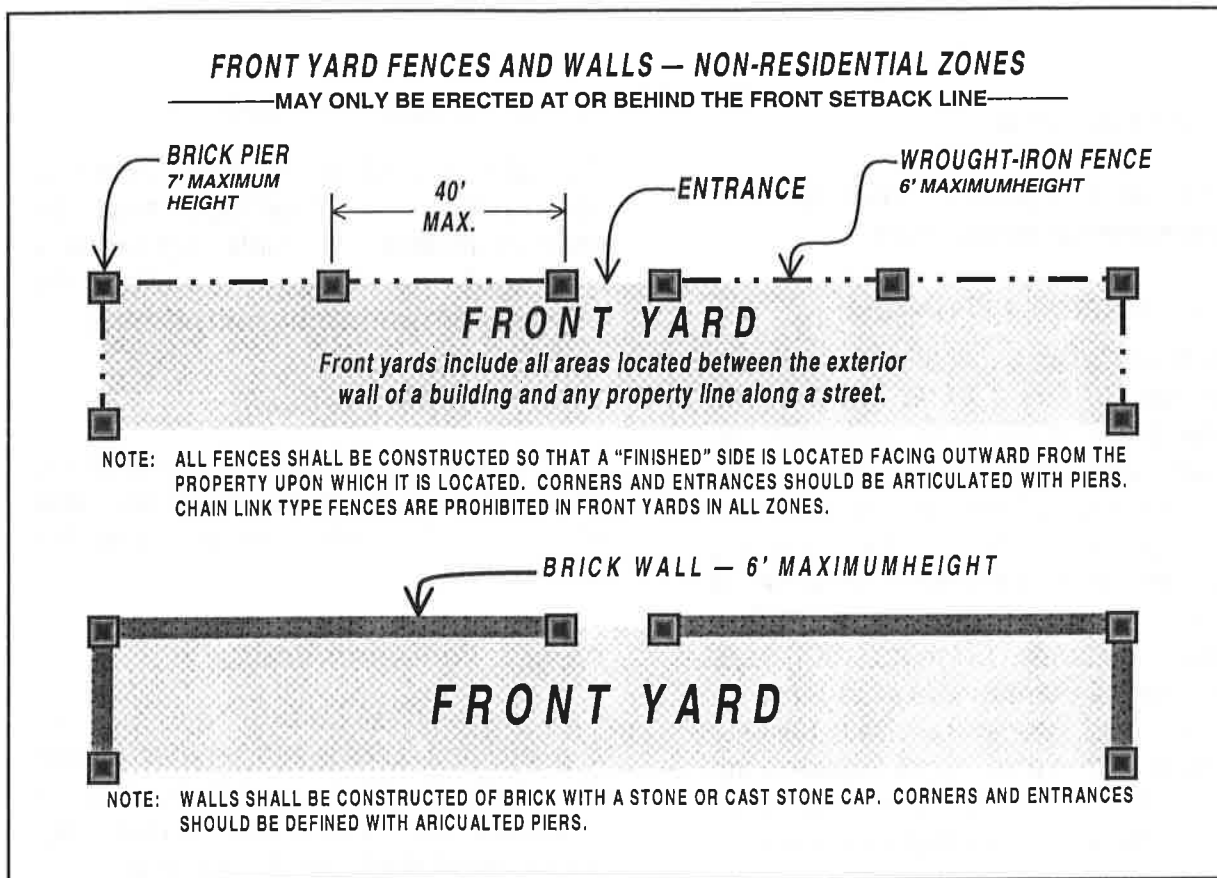 FRONT YARD FENCES AND WALLS — NON-RESIDENTIAL ZONES
MAY ONLY BE ERECTED AT OR BEHIND THE FRONT SETBACK LINE
BRICK PIER
7' MAXIMUM
HEIGHT
40'
MAX.
ENTRANCE
WROUGHT-IRON FENCE
6' MAXIMUMHEIGHT
FRONT YARD
Front yards include all areas located between the exterior
wall of a building and any property line along a street.
NOTE: ALL FENCES SHALL BE CONSTRUCTED SO THAT A "FINISHED" SIDE IS LOCATED FACING OUTWARD FROM THE
PROPERTY UPON WHICH IT IS LOCATED. CORNERS AND ENTRANCES SHOULD BE ARTICULATED WITH PIERS.
CHAIN LINK TYPE FENCES ARE PROHIBITED IN FRONT YARDS IN ALL ZONES.
BRICK WALL — 6' MAXIMUMHEIGHT
FRONT YARD
NOTE: WALLS SHALL BE CONSTRUCTED OF BRICK WITH A STONE OR CAST STONE CAP. CORNERS AND ENTRANCES
SHOULD BE DEFINED WITH ARICUALTED PIERS.